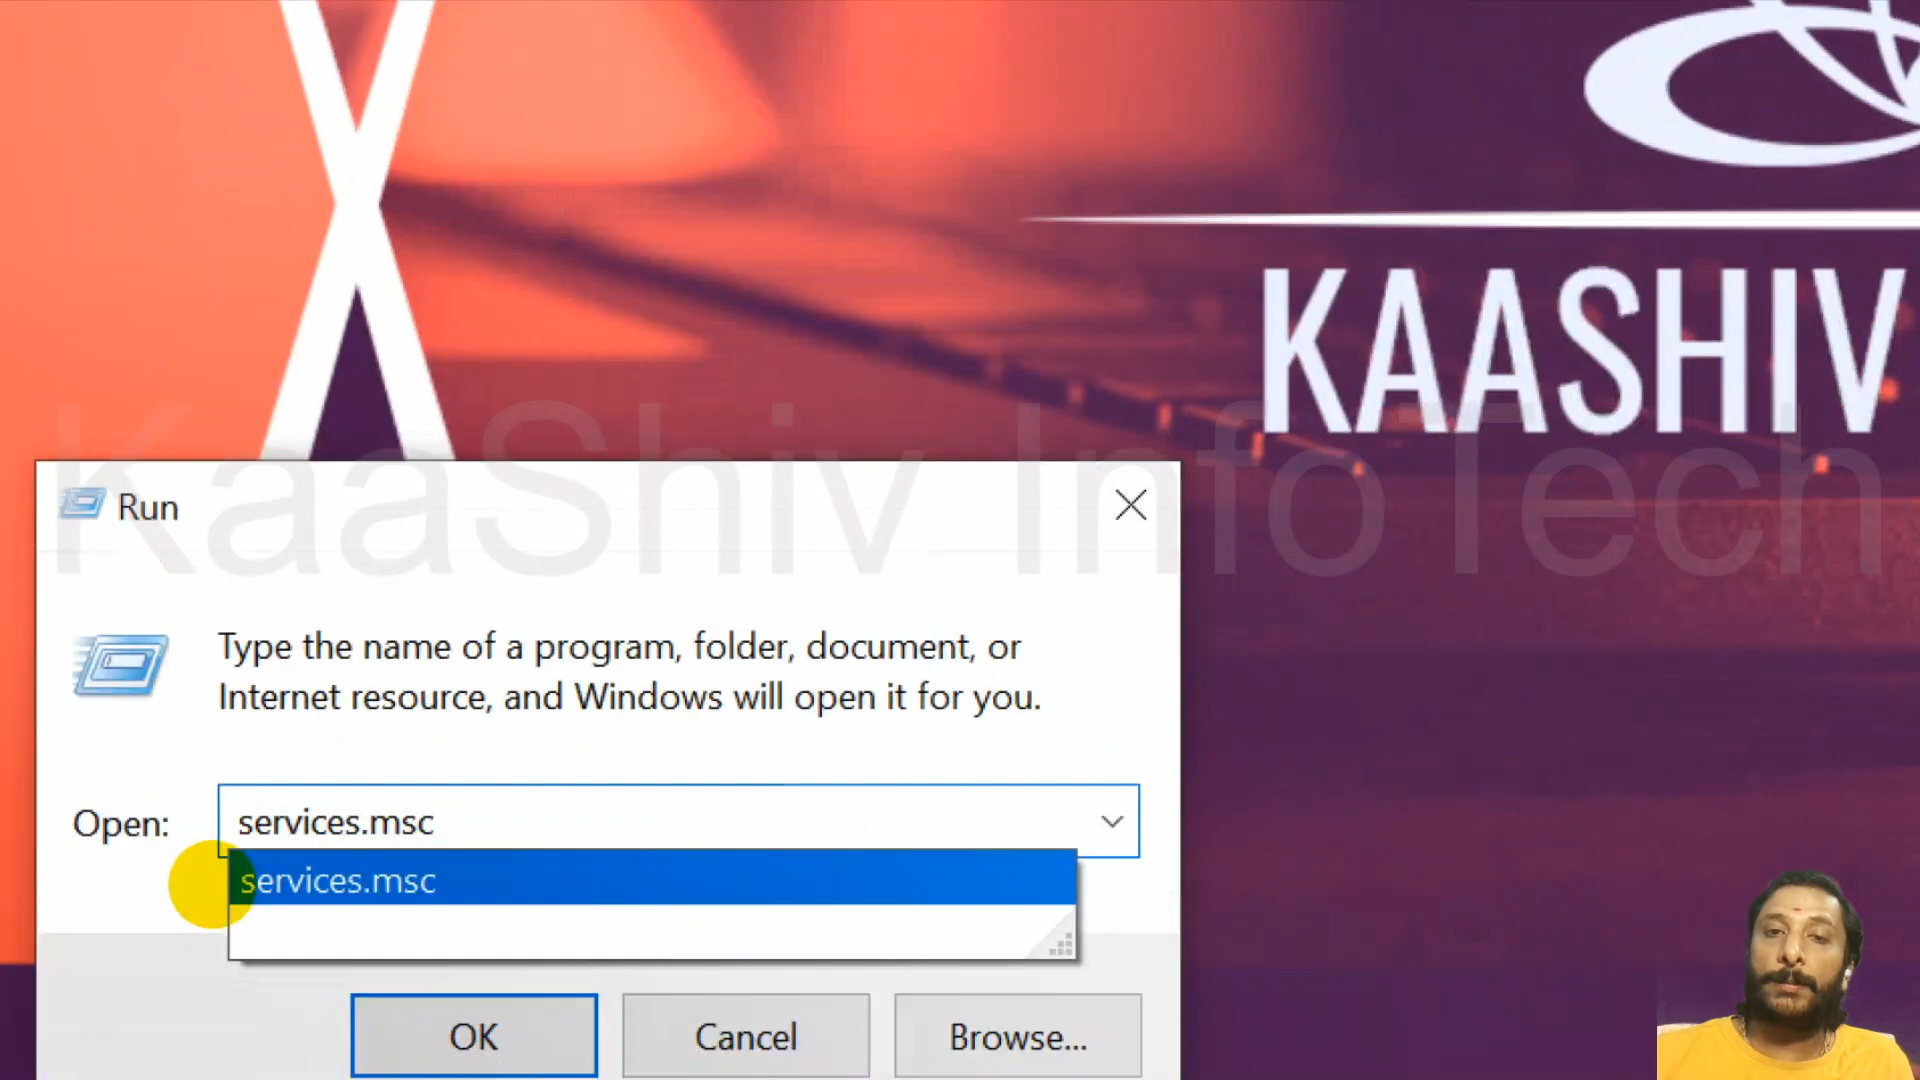 KAASHIV
KaaShiv InfoTech
Run
Type the name of a program, folder, document, or
Internet resource, and Windows will open it for you.
Open: services.msc
services.msc
OK Cancel Browse...